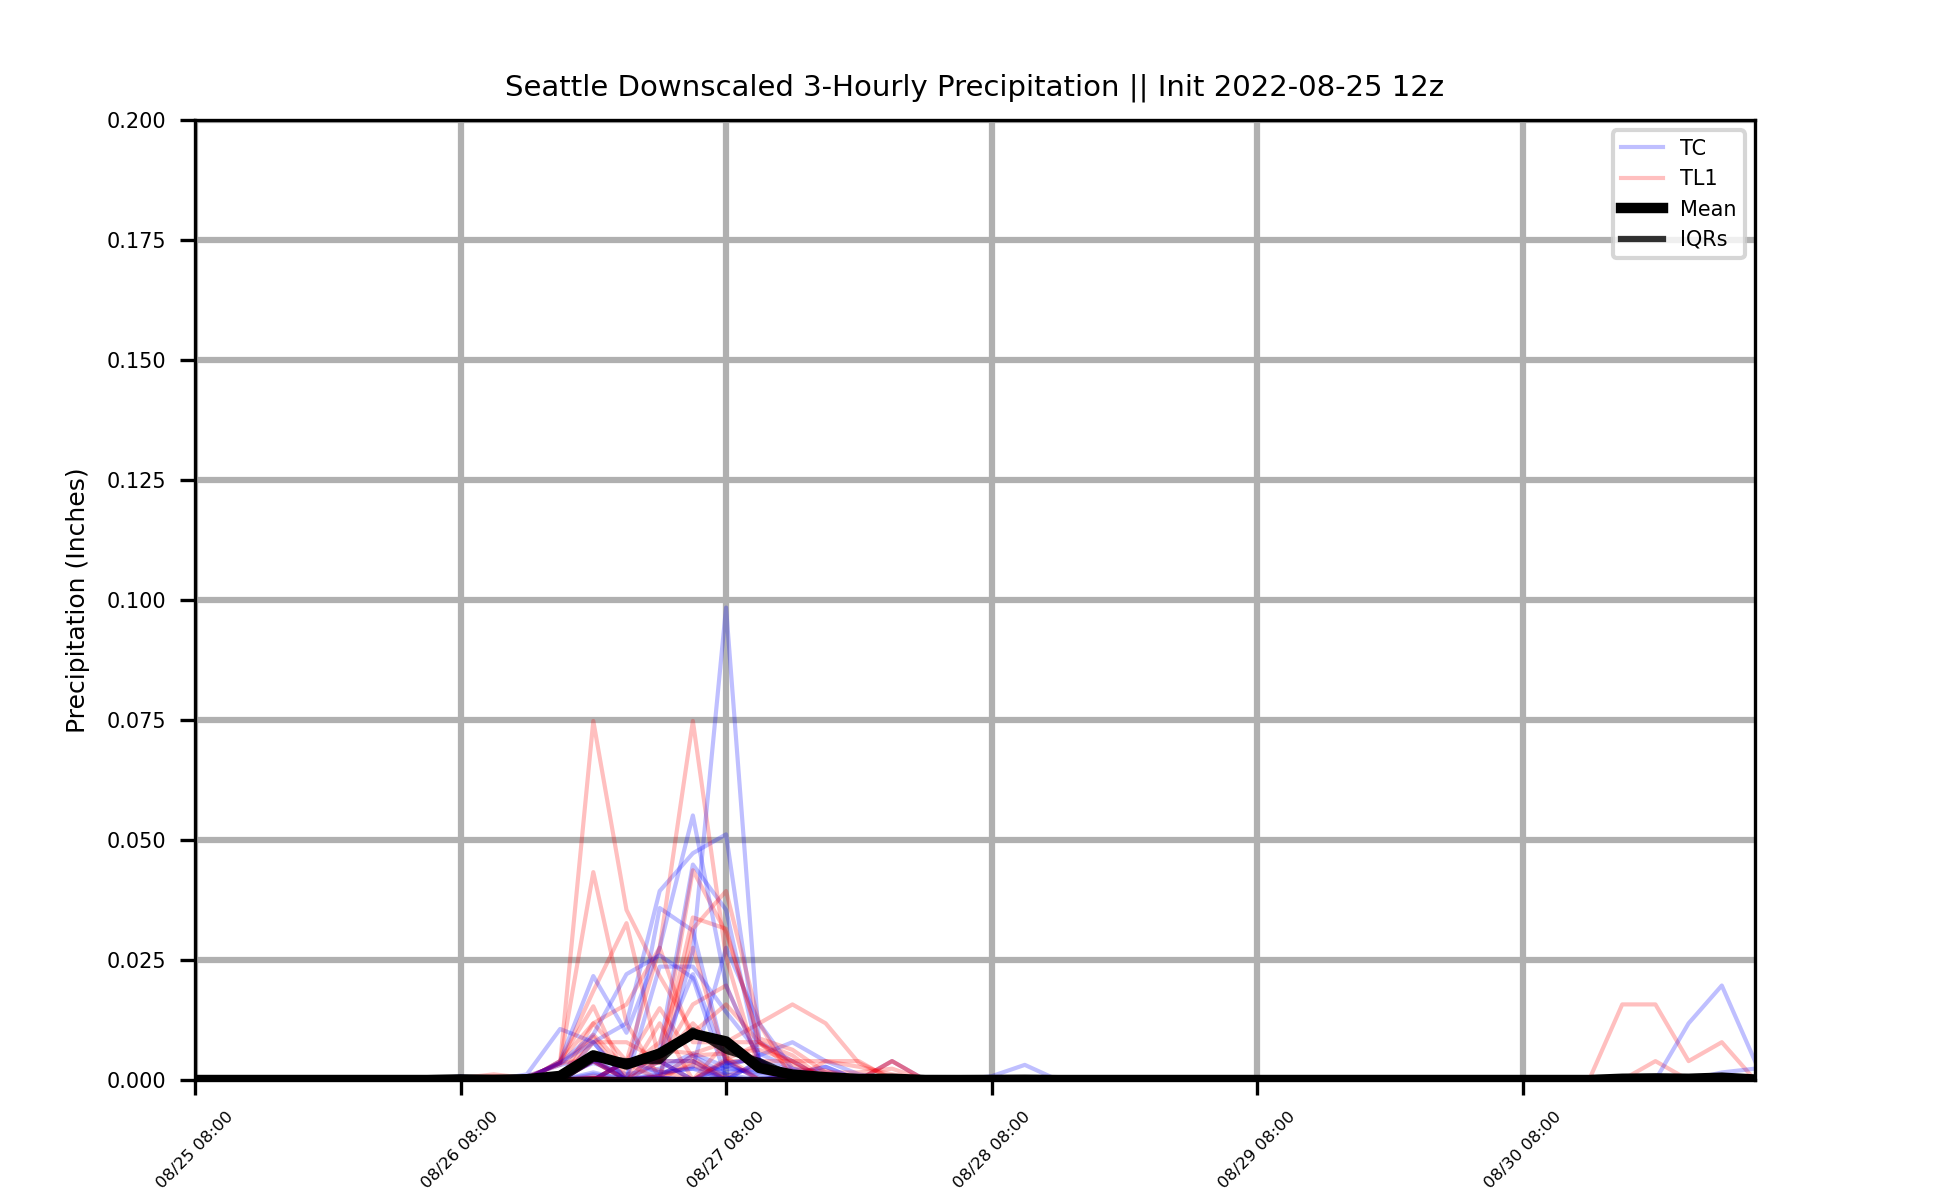 Seattle Downscaled 3-Hourly Precipitation || Init 2022-08-25 12z
Precipitation (Inches)
0.200
0.175
0.150
0.125
0.100
0.075
0.050
0.025
0.000
TC
TL1
Mean
IQRs
08/25 08:00
08/26 08:00
08/27 08:00
08/28 08:00
08/29 08:00
08/30 08:00